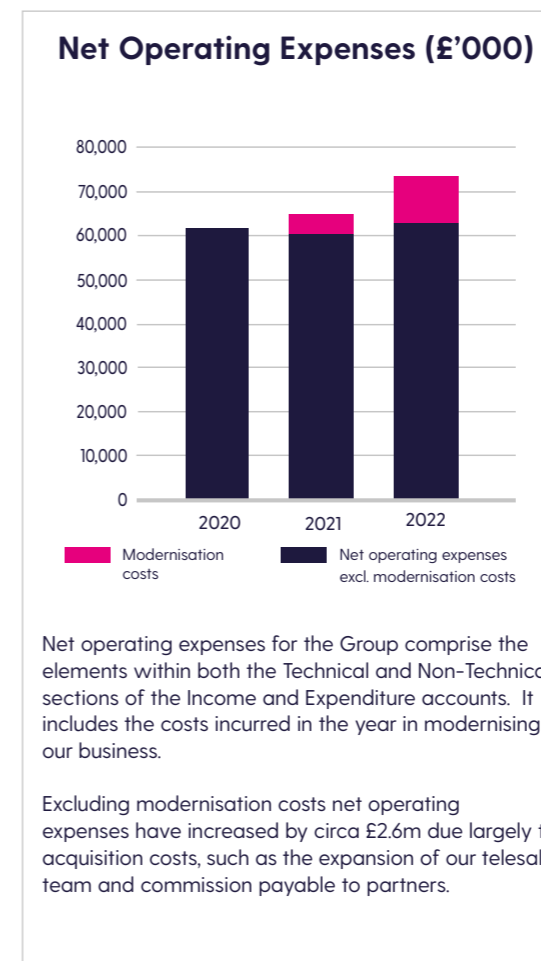 Net Operating Expenses (£’000)
80,000
70,000
60,000
50,000
40,000
30,000
20,000
10,000
0
2020 2021 2022
Modernisation
costs
Net operating expenses
excl. modernisation costs
Net operating expenses for the Group comprise the
elements within both the Technical and Non-Technic
sections of the Income and Expenditure accounts. It
includes the costs incurred in the year in modernising
our business.
Excluding modernisation costs net operating
expenses have increased by circa £2.6m due largely
acquisition costs, such as the expansion of our telesal
team and commission payable to partners.